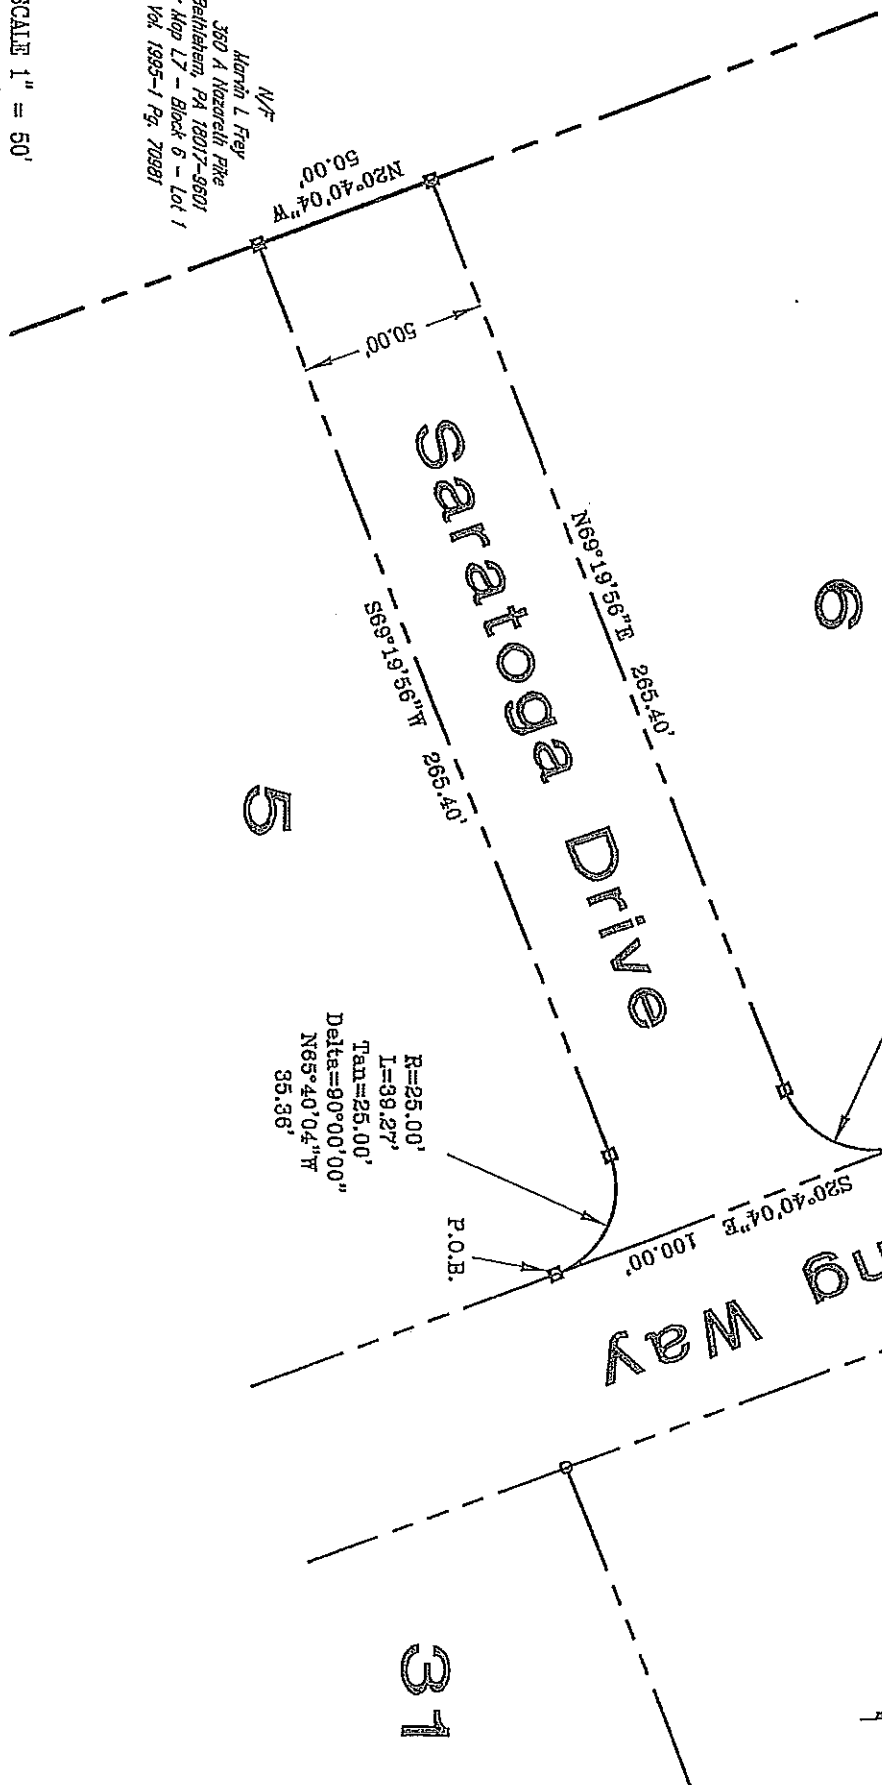 N/F
Marvin L Frey
360 A Nazareth Pike
Bethlehem, PA 18017-9601
Map L7 - Block 6 - Lot 1
Vol. 1995-1 Pg. 70981
SCALE 1" = 50'
N20°40'04"W
50.00'
50.00'
Saratoga Drive
N69°19'56"E 265.40'
S69°19'56"W 265.40'
6
5
R=25.00'
L=39.27'
Tan=25.00'
Delta=90°00'00"
N65°40'04"W
35.36'
P.O.B.
S20°40'04"E 100.00'
ng Way
31